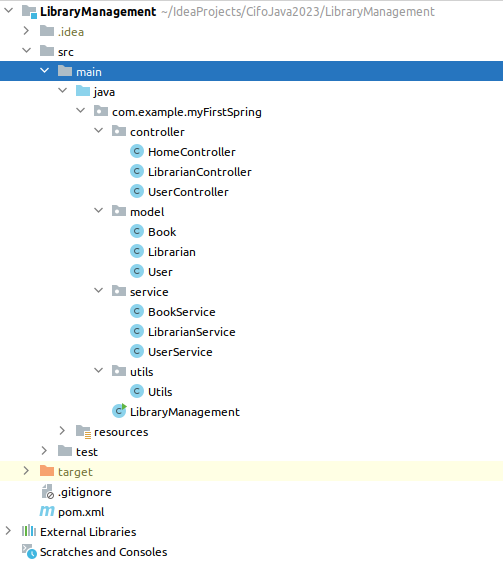 LibraryManagement ~/IdeaProjects/CifoJava2023/LibraryManagement
.idea
src
main
java
com.example.myFirstSpring
controller
C HomeController
C LibrarianController
C UserController
model
C Book
C Librarian
C User
service
C BookService
C LibrarianService
C UserService
utils
C Utils
C LibraryManagement
resources
test
target
.gitignore
m pom.xml
External Libraries
Scratches and Consoles